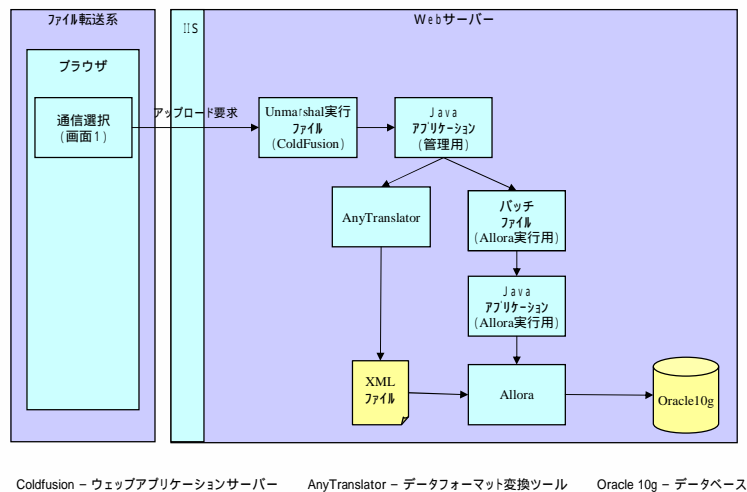 ファイル転送系
ブラウザ
通信選択
(画面1)
アップロード要求
IIS
Webサーバー
Unmarshal実行
ファイル
(ColdFusion)
Java
アプリケーション
(管理用)
AnyTranslator
バッチ
ファイル
(Allora実行用)
Java
アプリケーション
(Allora実行用)
XML
ファイル
Allora
Oracle10g
Coldfusion – ウェップアプリケーションサーバー
AnyTranslator – データフォーマット変換ツール
Oracle 10g – データベース